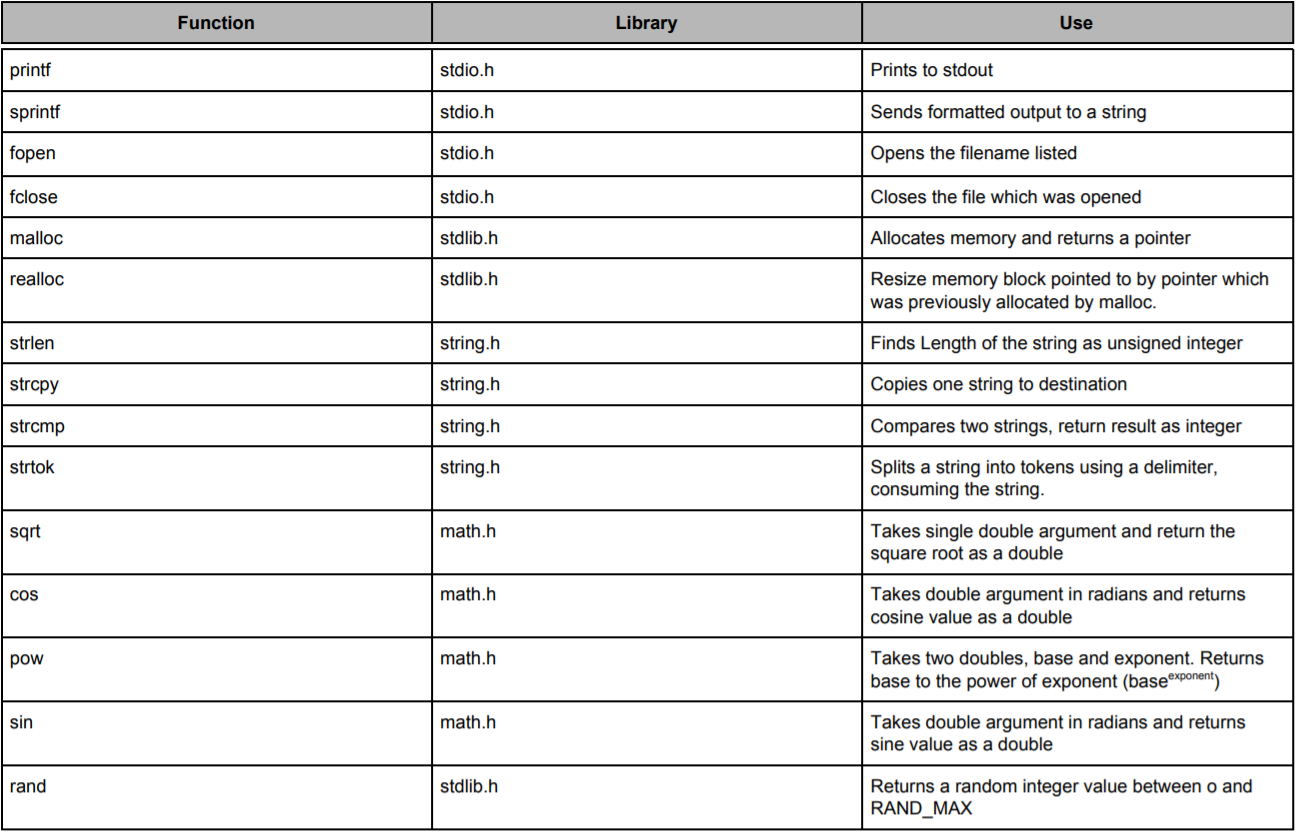 Function Library Use
printf stdio.h Prints to stdout
sprintf stdio.h Sends formatted output to a string
fopen stdio.h Opens the filename listed
fclose stdio.h Closes the file which was opened
malloc stdlib.h Allocates memory and returns a pointer
realloc stdlib.h Resize memory block pointed to by pointer which
was previously allocated by malloc.
strlen string.h Finds Length of the string as unsigned integer
strcpy string.h Copies one string to destination
strcmp string.h Compares two strings, return result as integer
strtok string.h Splits a string into tokens using a delimiter,
consuming the string.
sqrt math.h Takes single double argument and return the
square root as a double
cos math.h Takes double argument in radians and returns
cosine value as a double
pow math.h Takes two doubles, base and exponent. Returns
base to the power of exponent (base^exponent)
sin math.h Takes double argument in radians and returns
sine value as a double
rand stdlib.h Returns a random integer value between o and
RAND_MAX